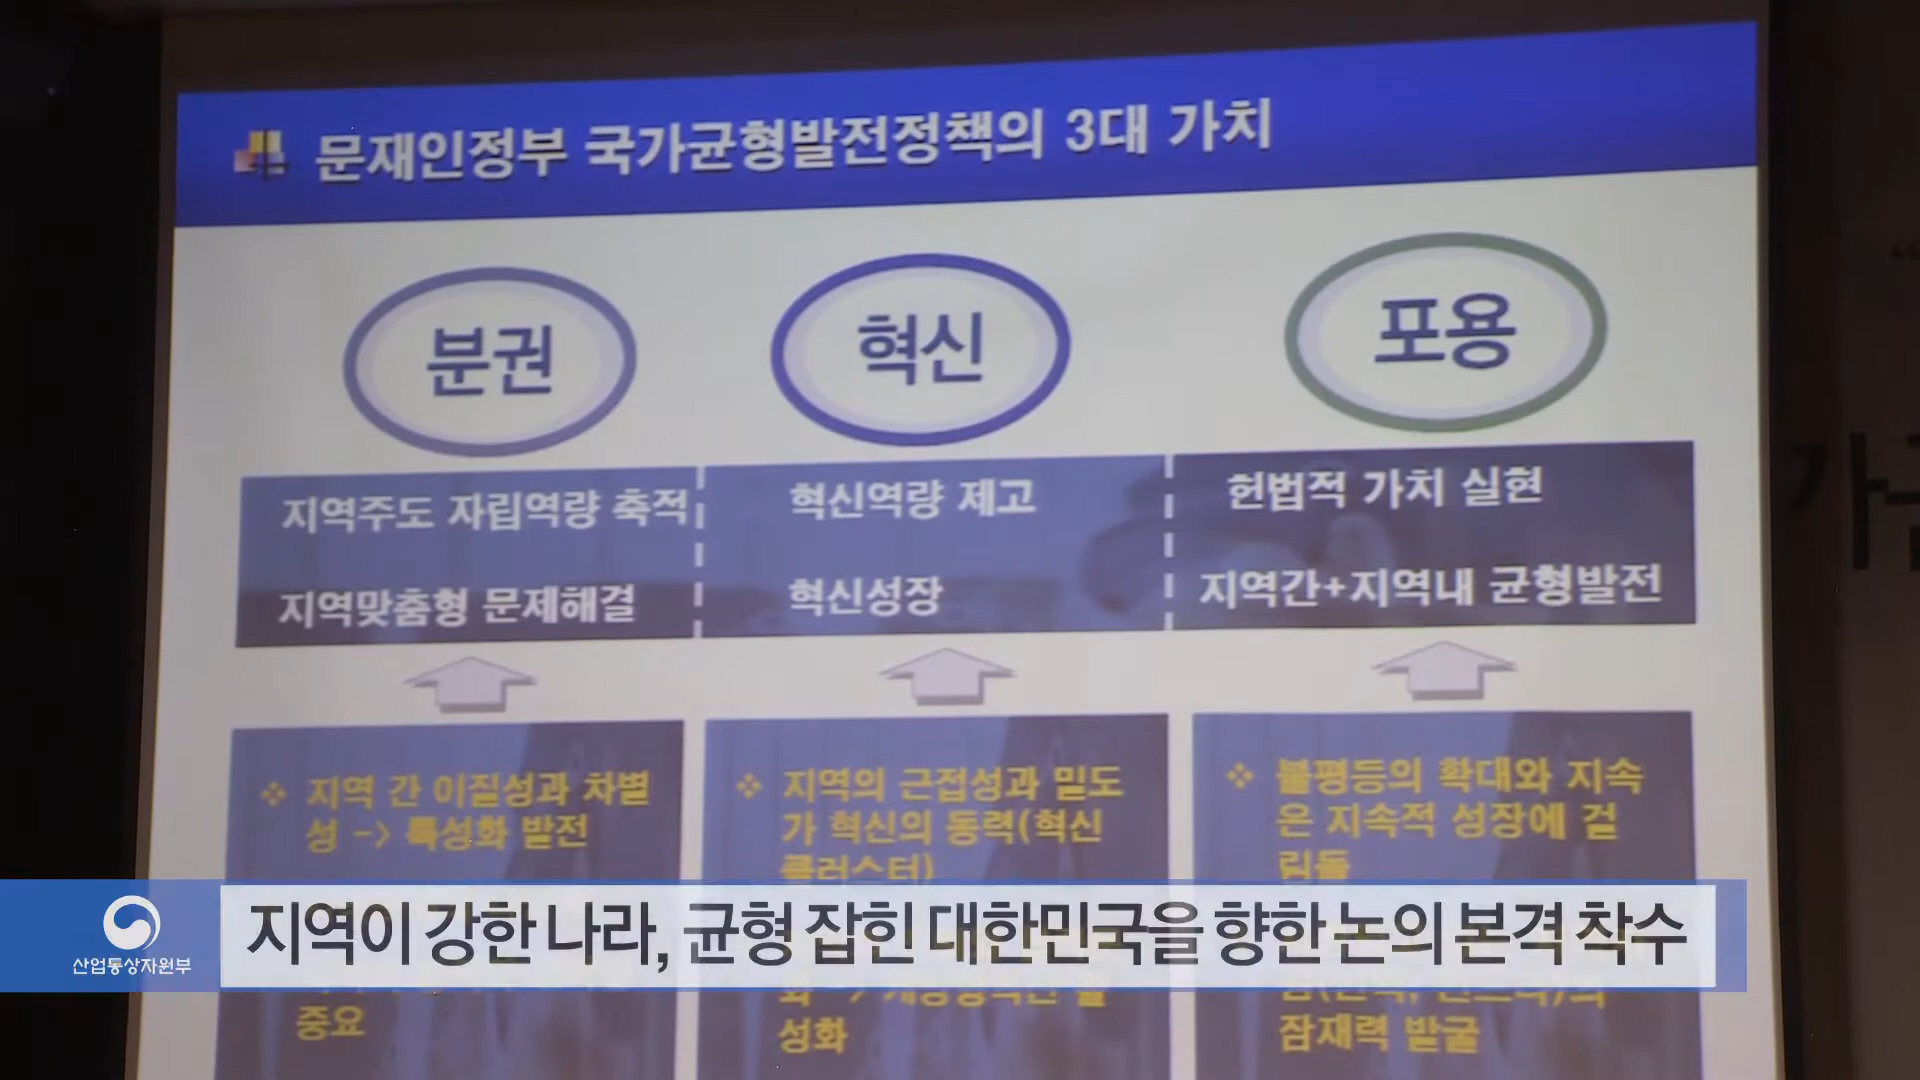 문재인정부 국가균형발전정책의 3대 가치
분권
혁신
포용
지역주도 자립역량 축적
지역맞춤형 문제해결
혁신역량 제고
혁신성장
헌법적 가치 실현
지역간+지역내 균형발전
❖ 지역 간 이질성과 차별
성 -> 특성화 발전
중요
❖ 지역의 근접성과 밀도
가 혁신의 동력(혁신
클러스터)
성화
❖ 불평등의 확대와 지속
은 지속적 성장에 걸
림돌
잠재력 발굴
산업통상자원부
지역이 강한 나라, 균형 잡힌 대한민국을 향한 논의 본격 착수